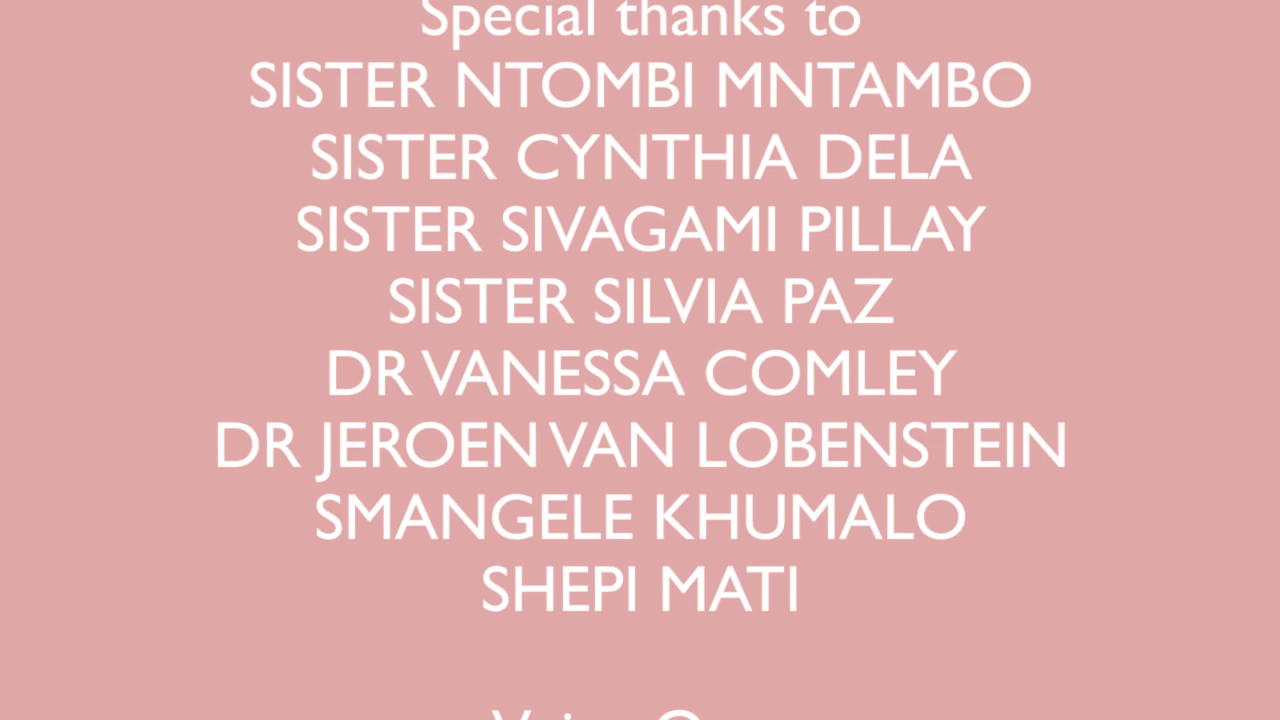 Special thanks to
SISTER NTOMBI MNTAMBO
SISTER CYNTHIA DELA
SISTER SIVAGAMI PILLAY
SISTER SILVIA PAZ
DR VANESSA COMLEY
DR JEROEN VAN LOBENSTEIN
SMANGELE KHUMALO
SHEPI MATI